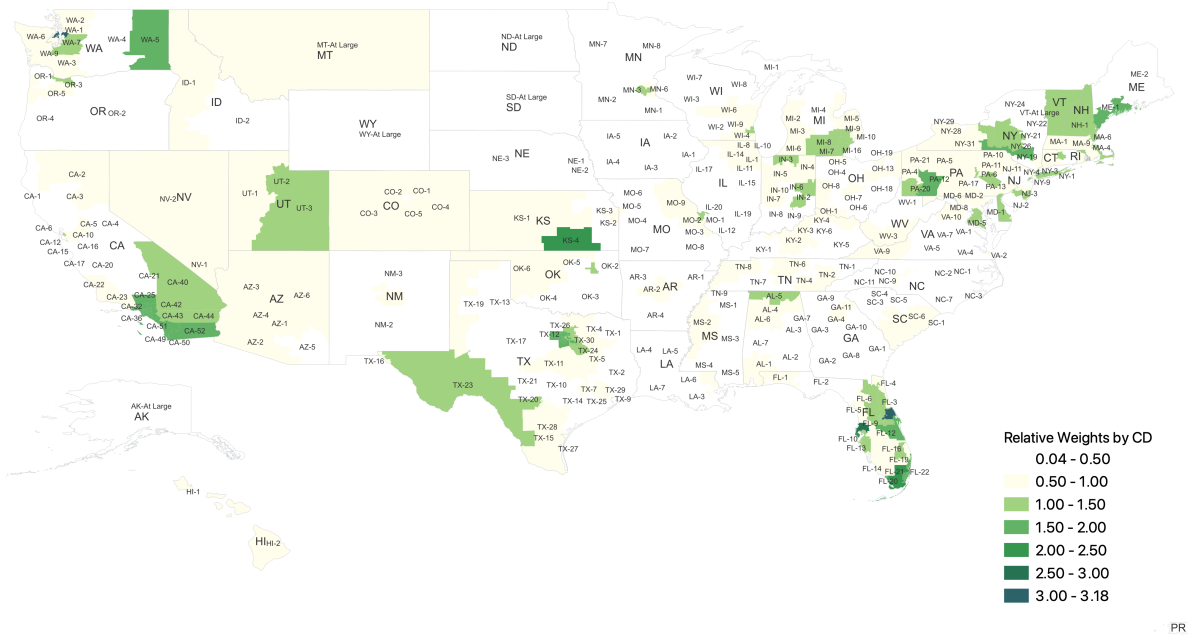 WA-2
WA-1
WA-6
WA-7
WA
WA-4
WA-5
WA-9
WA-3
OR-1
OR-3
OR-5
OR
OR-2
OR-4
ID-1
ID
ID-2
MT-At Large
MT
ND-At Large
ND
SD-At Large
SD
WY
WY-At Large
NE
NE-3
NE-1
NE-2
MN-7
MN-8
MN
MN-3
MN-6
MN-2
MN-1
IA-5
IA-2
IA
IA-1
IA-4
IA-3
MI-1
WI-7
WI-8
WI
WI-3
WI-6
WI-2
WI-9
WI-4
MI-4
MI
MI-2
MI-5
MI-3
MI-9
MI-10
MI-8
MI-6
MI-7
MI-16
IL-8
IL-10
IL-14
IL-1
IL-17
IL-11
IL
IL-15
IL-20
IL-19
IL-12
IN-3
IN-4
IN-5
IN-10
IN-6
IN-7
IN-2
IN-8
IN-9
OH-19
OH-5
OH-13
OH-4
OH
OH-8
OH-18
OH-7
OH-6
OH-1
CA-2
CA-1
CA-3
CA-5
CA-4
CA-6
CA-10
CA-12
CA-16
CA
CA-15
CA-17
CA-20
CA-22
CA-21
CA-40
CA-23
CA-25
CA-32
CA-42
CA-36
CA-43
CA-44
CA-51
CA-52
CA-49
CA-50
NV-2
NV
NV-1
UT-1
UT-2
UT
UT-3
CO-2
CO-1
CO
CO-4
CO-3
CO-5
AZ-3
AZ
AZ-6
AZ-4
AZ-1
AZ-2
AZ-5
NM-3
NM
NM-2
KS-1
KS
KS-3
KS-2
KS-4
OK-6
OK-5
OK-2
OK
OK-4
OK-3
MO-6
MO-5
MO-9
MO-4
MO
MO-2
MO-3
MO-7
MO-8
AR-3
AR-1
AR-2
AR
AR-4
LA-4
LA-5
LA
LA-7
LA-6
LA-3
TX-19
TX-13
TX-26
TX-4
TX-1
TX-12
TX-30
TX-17
TX-24
TX-16
TX
TX-11
TX-5
TX-23
TX-21
TX-10
TX-2
TX-7
TX-29
TX-20
TX-14
TX-25
TX-9
TX-28
TX-15
TX-27
KY-3
KY-4
KY-6
KY-2
KY-1
KY-5
TN-8
TN-6
TN-1
TN-7
TN
TN-4
TN-2
TN-9
MS-1
MS-2
MS
MS-3
MS-4
MS-5
AL-5
AL-4
AL-6
AL-3
AL-7
AL-2
AL-1
GA-9
GA-11
GA-7
GA-4
GA-3
GA-10
GA
GA-1
GA-2
GA-8
FL-1
FL-2
FL-4
FL-6
FL-3
FL-5
FL
FL-9
FL-10
FL-12
FL-13
FL-16
FL-19
FL-14
FL-21
FL-22
FL-20
SC-4
SC-3
SC-5
SC
SC-6
SC-1
NC-10
NC-2
NC-1
NC-11
NC-9
NC
NC-7
NC-3
WV-1
WV
WV-3
VA-10
VA
VA-7
VA-1
VA-5
VA-4
VA-2
VA-9
MD-6
MD-2
MD-8
MD-1
MD-5
PA-21
PA-5
PA-10
PA-4
PA-12
PA
PA-11
PA-6
PA-20
PA-17
PA-13
NJ-11
NJ
NJ-3
NJ-2
NY-24
NY-22
NY-29
NY-28
NY
NY-21
NY-31
NY-26
NY-19
NY-4
NY-3
NY-9
NY-1
VT
VT-At Large
NH
NH-1
ME-2
ME
ME-1
MA-1
MA-9
MA-6
MA-4
CT
RI
AK-At Large
AK
HI-1
HI
HI-2
PR
Relative Weights by CD
0.04 - 0.50
0.50 - 1.00
1.00 - 1.50
1.50 - 2.00
2.00 - 2.50
2.50 - 3.00
3.00 - 3.18